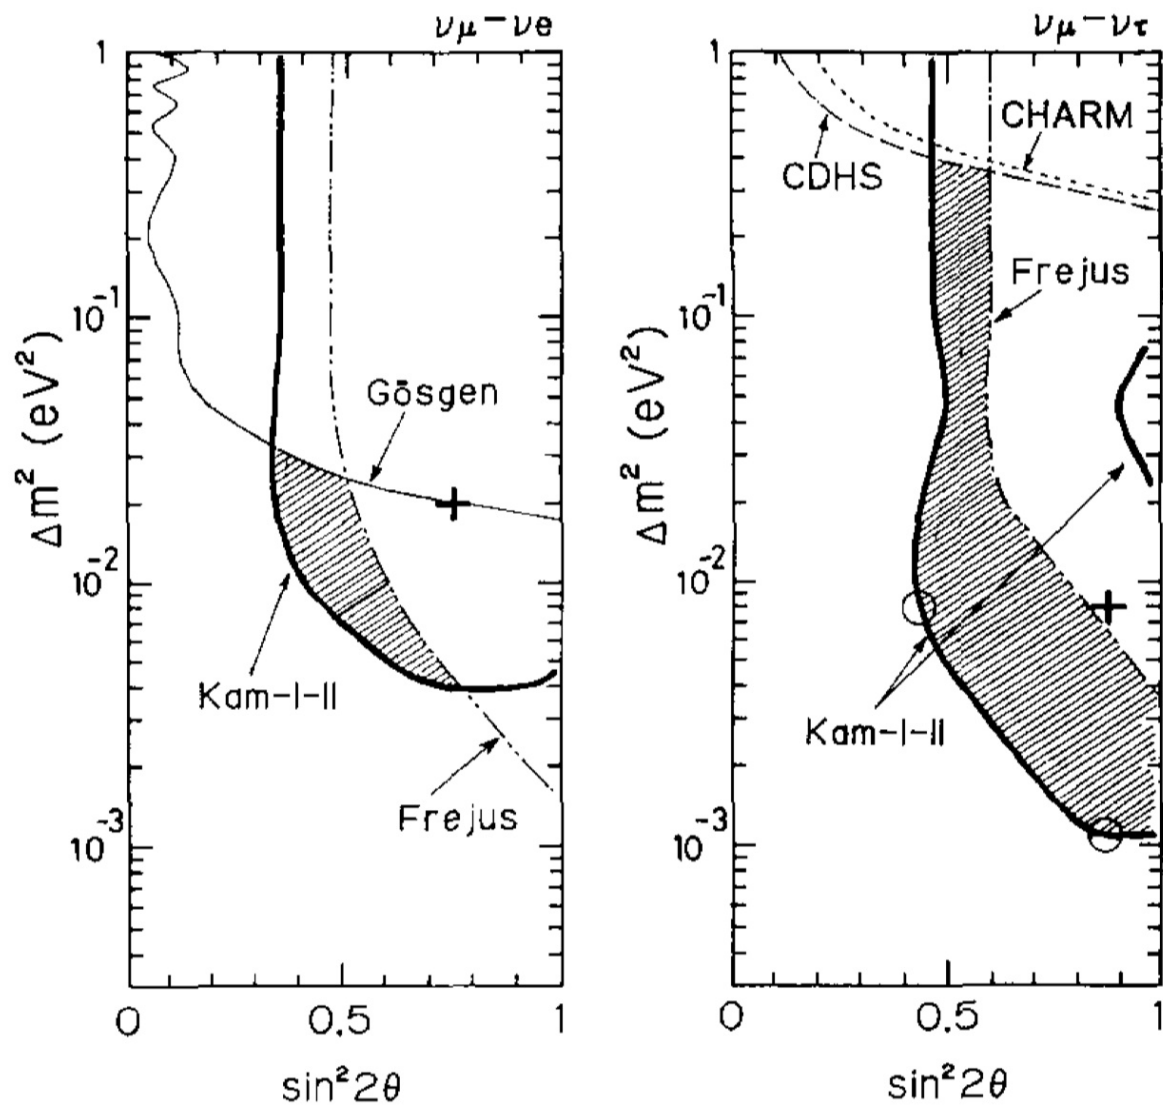 νμ−νe
1
10⁻¹
10⁻²
10⁻³
Δm² (eV²)
Gōsgen
Kam-I-II
Frejus
0
0.5
1
sin²2θ
νμ−ντ
1
10⁻¹
10⁻²
10⁻³
Δm² (eV²)
CHARM
CDHS
Frejus
Kam-I-II
0
0.5
1
sin²2θ